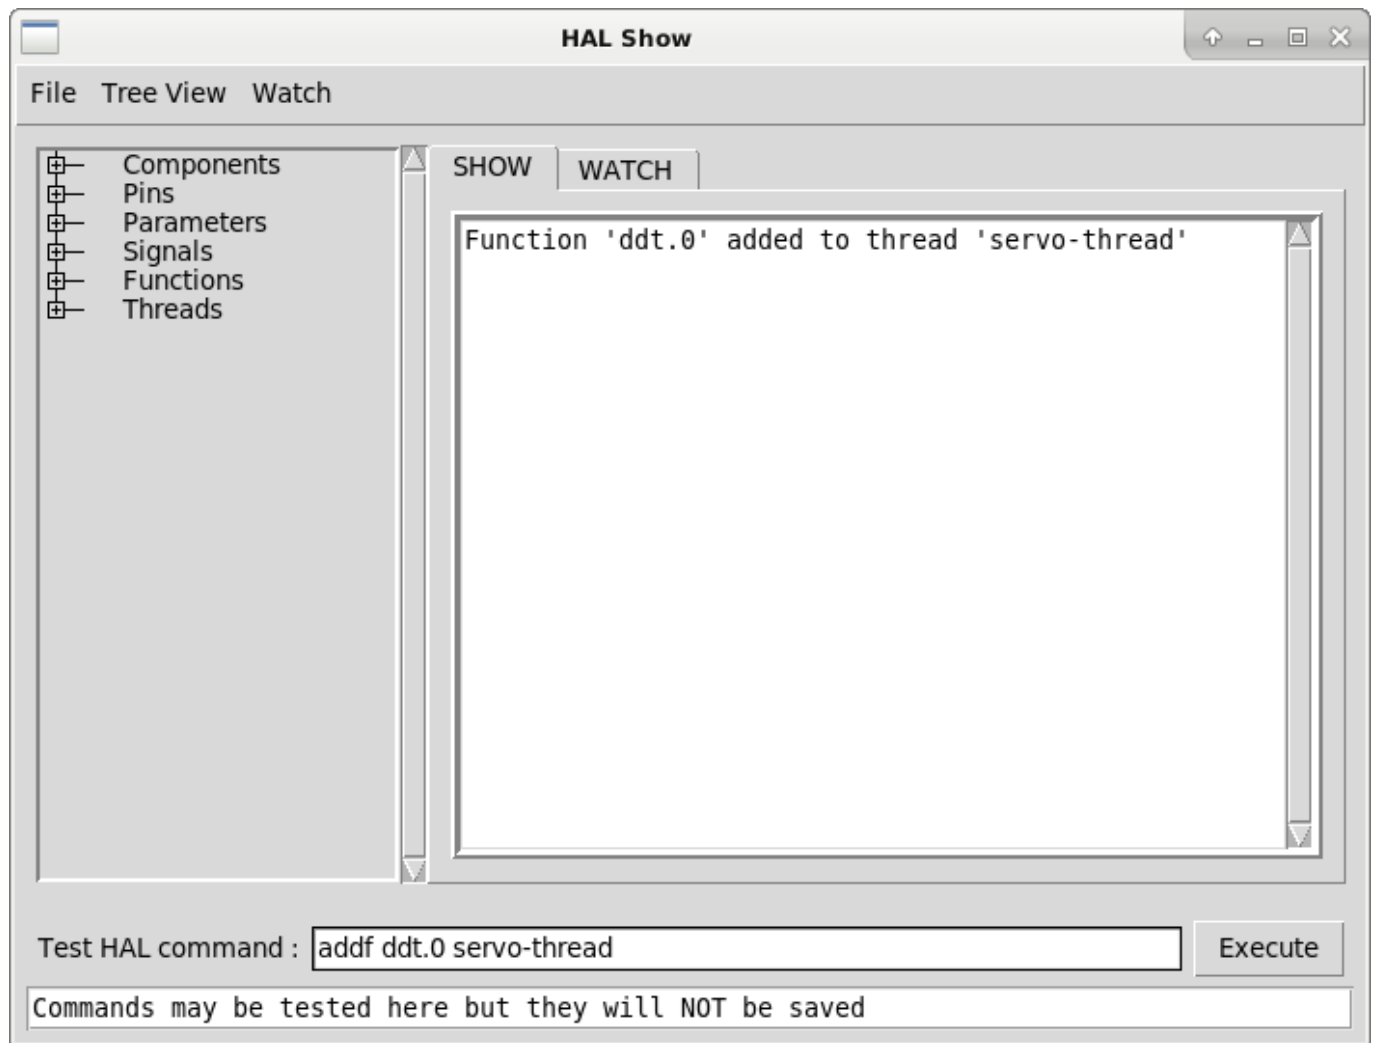 HAL Show
File Tree View Watch
Components
Pins
Parameters
Signals
Functions
Threads
SHOW WATCH
Function 'ddt.0' added to thread 'servo-thread'
Test HAL command : addf ddt.0 servo-thread Execute
Commands may be tested here but they will NOT be saved